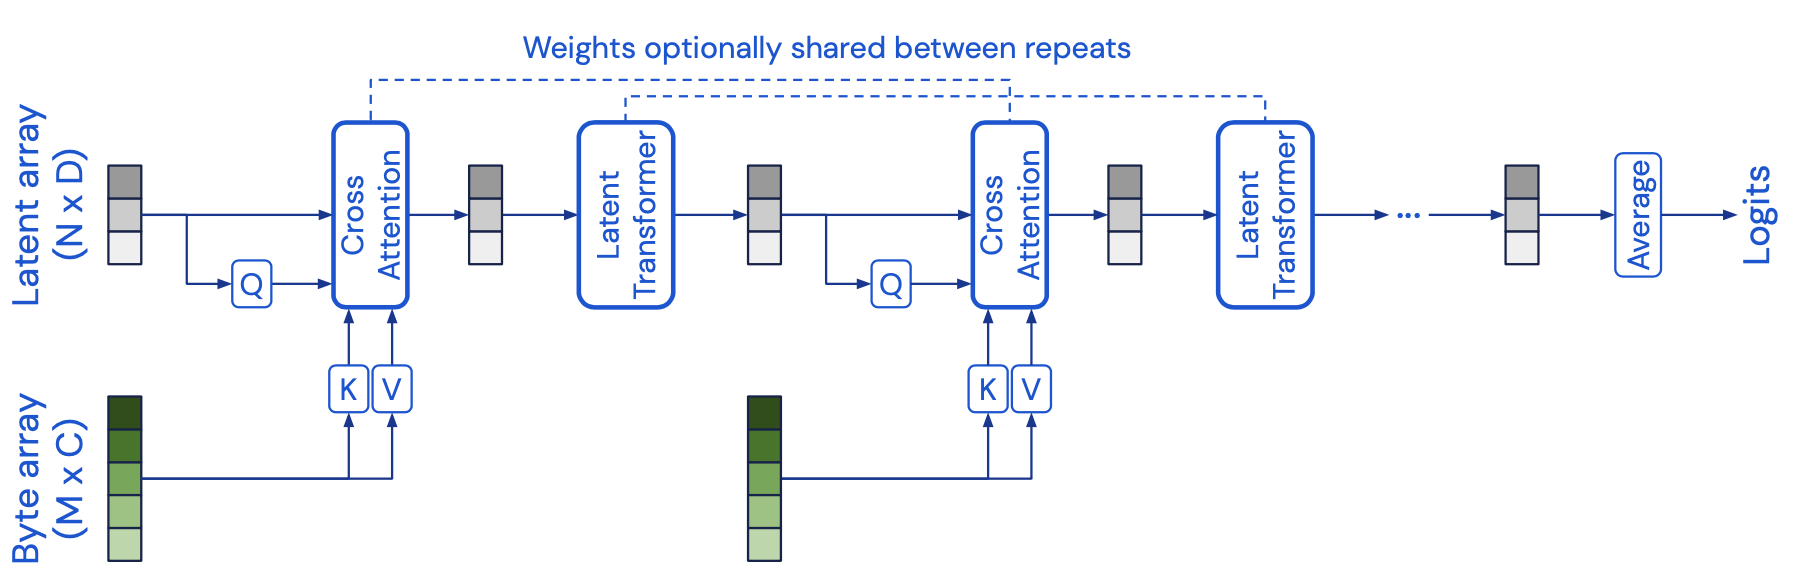 Weights optionally shared between repeats
Latent array
(N x D)
Cross
Attention
Latent
Transformer
Cross
Attention
Latent
Transformer
...
Average
Logits
Q
Q
K
V
K
V
Byte array
(M x C)